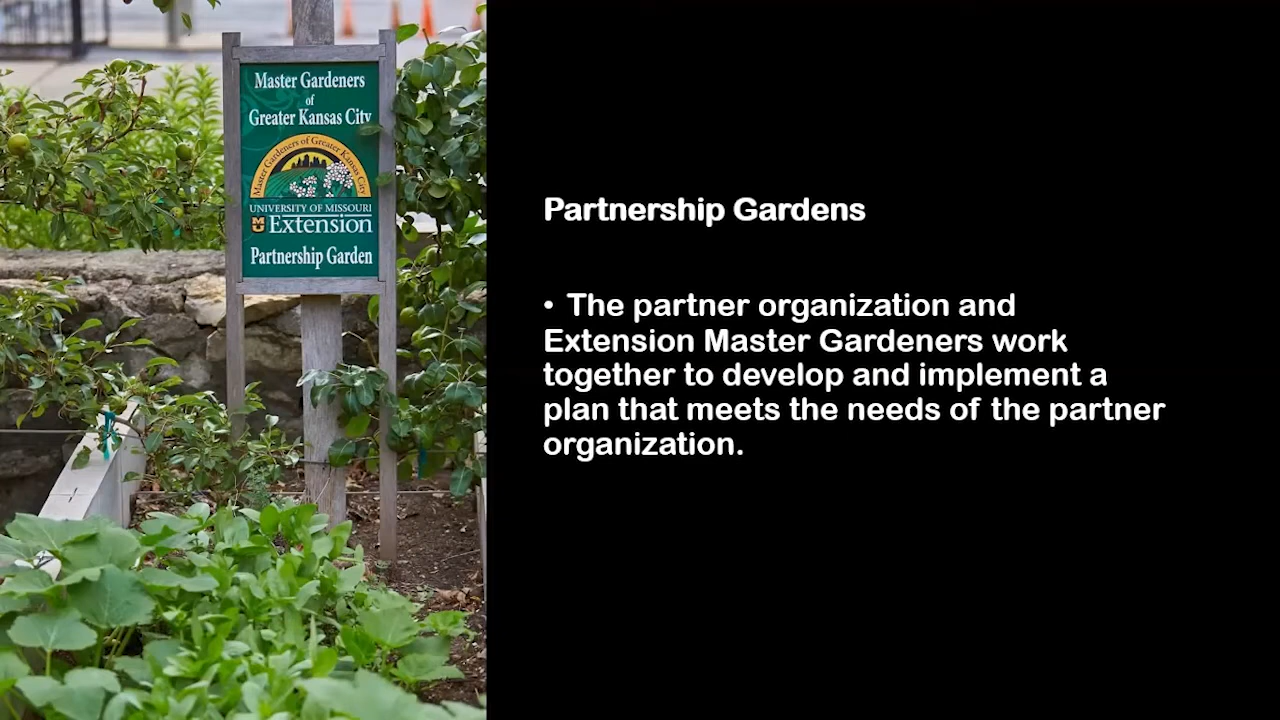 Master Gardeners
of
Greater Kansas City
Master Gardeners of Greater Kansas City
UNIVERSITY OF MISSOURI
MU Extension
Partnership Garden
Partnership Gardens
• The partner organization and
Extension Master Gardeners work
together to develop and implement a
plan that meets the needs of the partner
organization.